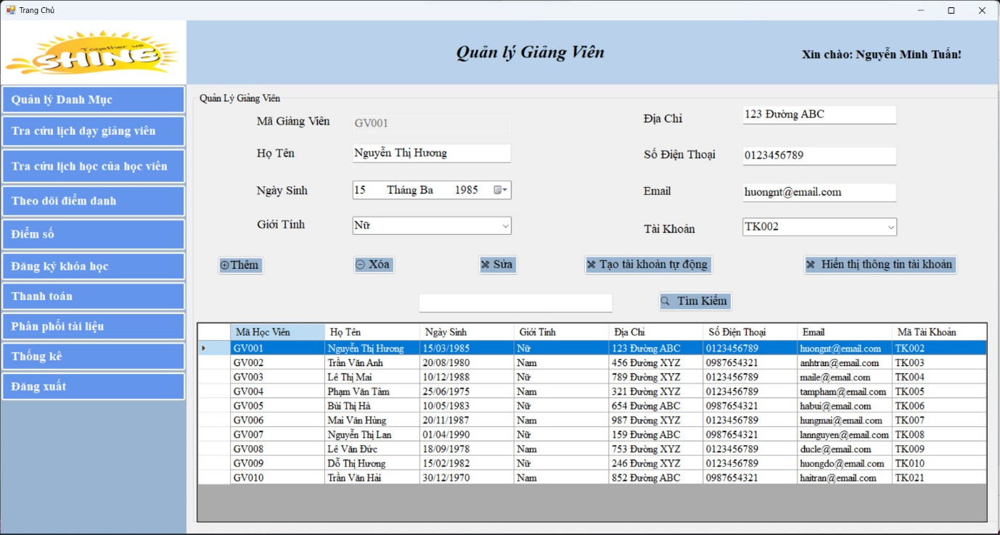 Trang Chủ
Together we
SHINE
Quản lý Giảng Viên
Xin chào: Nguyễn Minh Tuấn!
Quản lý Danh Mục
Tra cứu lịch dạy giảng viên
Tra cứu lịch học của học viên
Theo dõi điểm danh
Điểm số
Đăng ký khóa học
Thanh toán
Phân phối tài liệu
Thống kê
Đăng xuất
Quản Lý Giảng Viên
Mã Giảng Viên GV001
Họ Tên Nguyễn Thị Hương
Ngày Sinh 15 Tháng Ba 1985
Giới Tính Nữ
Địa Chỉ 123 Đường ABC
Số Điện Thoại 0123456789
Email huongnt@email.com
Tài Khoản TK002
Thêm Xóa Sửa Tạo tài khoản tự động Hiển thị thông tin tài khoản
Tìm Kiếm
Mã Học Viên Họ Tên Ngày Sinh Giới Tính Địa Chỉ Số Điện Thoại Email Mã Tài Khoản
GV001 Nguyễn Thị Hương 15/03/1985 Nữ 123 Đường ABC 0123456789 huongnt@email.com TK002
GV002 Trần Văn Anh 20/08/1980 Nam 456 Đường XYZ 0987654321 anhtran@email.com TK003
GV003 Lê Thị Mai 10/12/1988 Nữ 789 Đường XYZ 0123456789 maile@email.com TK004
GV004 Phạm Văn Tâm 25/06/1975 Nam 321 Đường XYZ 0123456789 tampham@email.com TK005
GV005 Bùi Thị Hà 10/05/1983 Nữ 654 Đường ABC 0987654321 habui@email.com TK006
GV006 Mai Văn Hùng 20/11/1987 Nam 987 Đường XYZ 0123456789 hungmai@email.com TK007
GV007 Nguyễn Thị Lan 01/04/1990 Nữ 159 Đường ABC 0987654321 lannguyen@email.com TK008
GV008 Lê Văn Đức 18/09/1978 Nam 753 Đường XYZ 0123456789 ducle@email.com TK009
GV009 Dỗ Thị Hương 15/02/1982 Nữ 246 Đường XYZ 0123456789 huongdo@email.com TK010
GV010 Trần Văn Hải 30/12/1970 Nam 852 Đường ABC 0987654321 haitran@email.com TK021